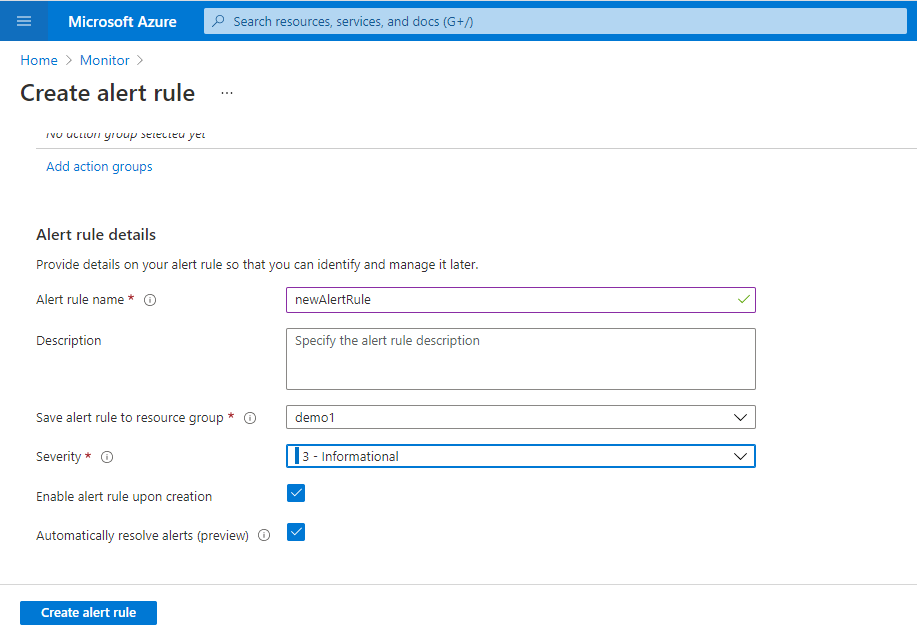 Microsoft Azure
Search resources, services, and docs (G+/)
Home > Monitor >
Create alert rule ...
No action group selected yet
Add action groups
Alert rule details
Provide details on your alert rule so that you can identify and manage it later.
Alert rule name *
newAlertRule
Description
Specify the alert rule description
Save alert rule to resource group *
demo1
Severity *
3 - Informational
Enable alert rule upon creation
Automatically resolve alerts (preview)
Create alert rule